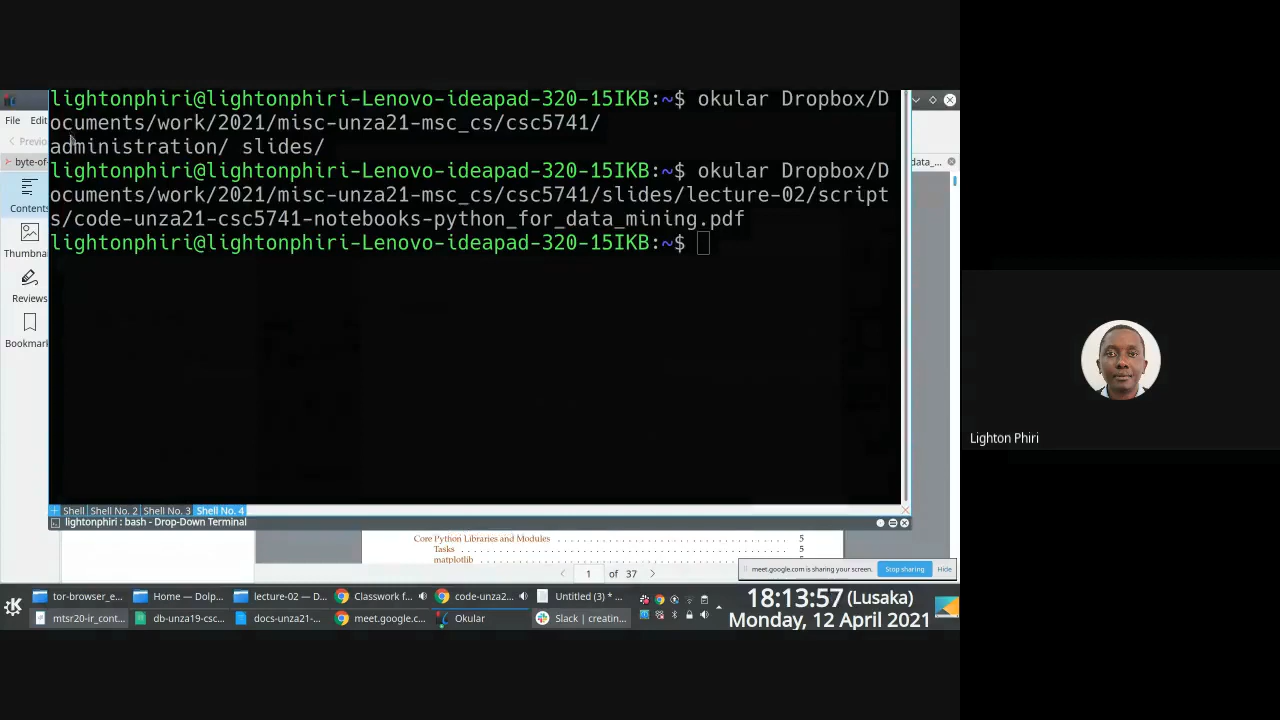 lightonphiri@lightonphiri-Lenovo-ideapad-320-15IKB:~$ okular Dropbox/D
ocuments/work/2021/misc-unza21-msc_cs/csc5741/
administration/ slides/
lightonphiri@lightonphiri-Lenovo-ideapad-320-15IKB:~$ okular Dropbox/D
ocuments/work/2021/misc-unza21-msc_cs/csc5741/slides/lecture-02/script
s/code-unza21-csc5741-notebooks-python_for_data_mining.pdf
lightonphiri@lightonphiri-Lenovo-ideapad-320-15IKB:~$
File Edi
Previo
byte-of-
data_...
Contents
Thumbna
Reviews
Bookmar
Shell Shell No. 2 Shell No. 3 Shell No. 4
lightonphiri : bash - Drop-Down Terminal
Core Python Libraries and Modules 5
Tasks 5
matplotlib
1 of 37
meet.google.com is sharing your screen. Stop sharing Hide
tor-browser_e... Home — Dolp... lecture-02 — D... Classwork f... code-unza2... Untitled (3) * ...
mtsr20-ir_cont... db-unza19-csc... docs-unza21-... meet.google.c... Okular Slack | creatin...
18:13:57 (Lusaka)
Monday, 12 April 2021
Lighton Phiri